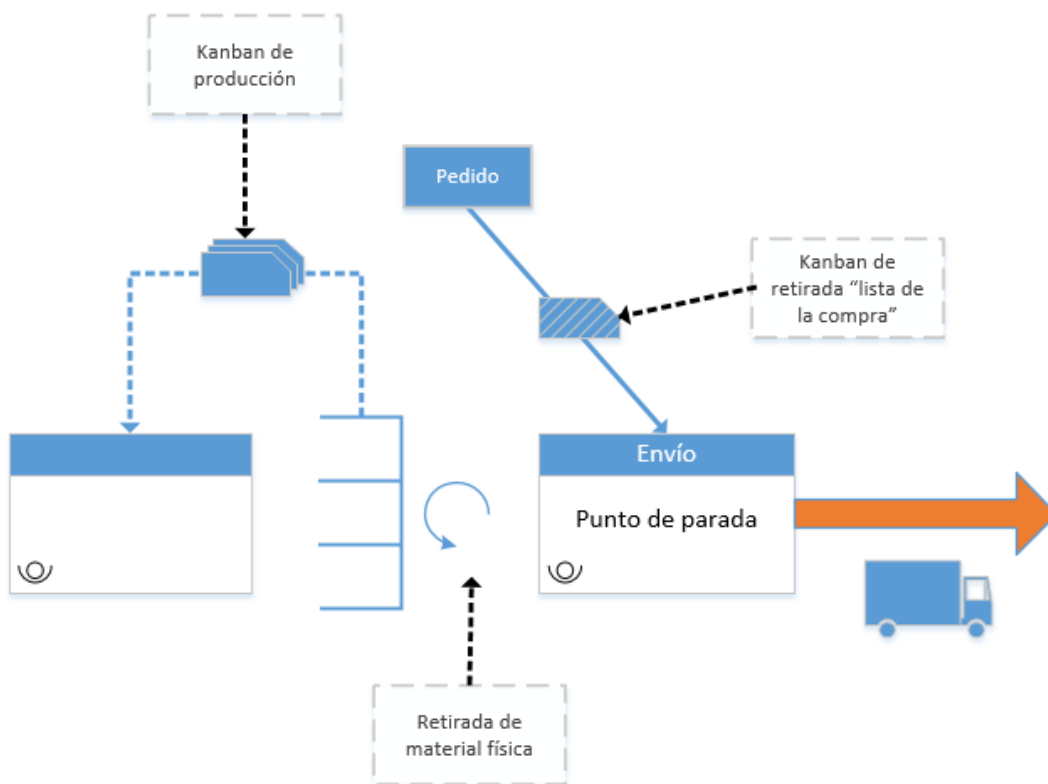 Kanban de
producción
Pedido
Kanban de
retirada “lista de
la compra”
Envío
Punto de parada
Retirada de
material física